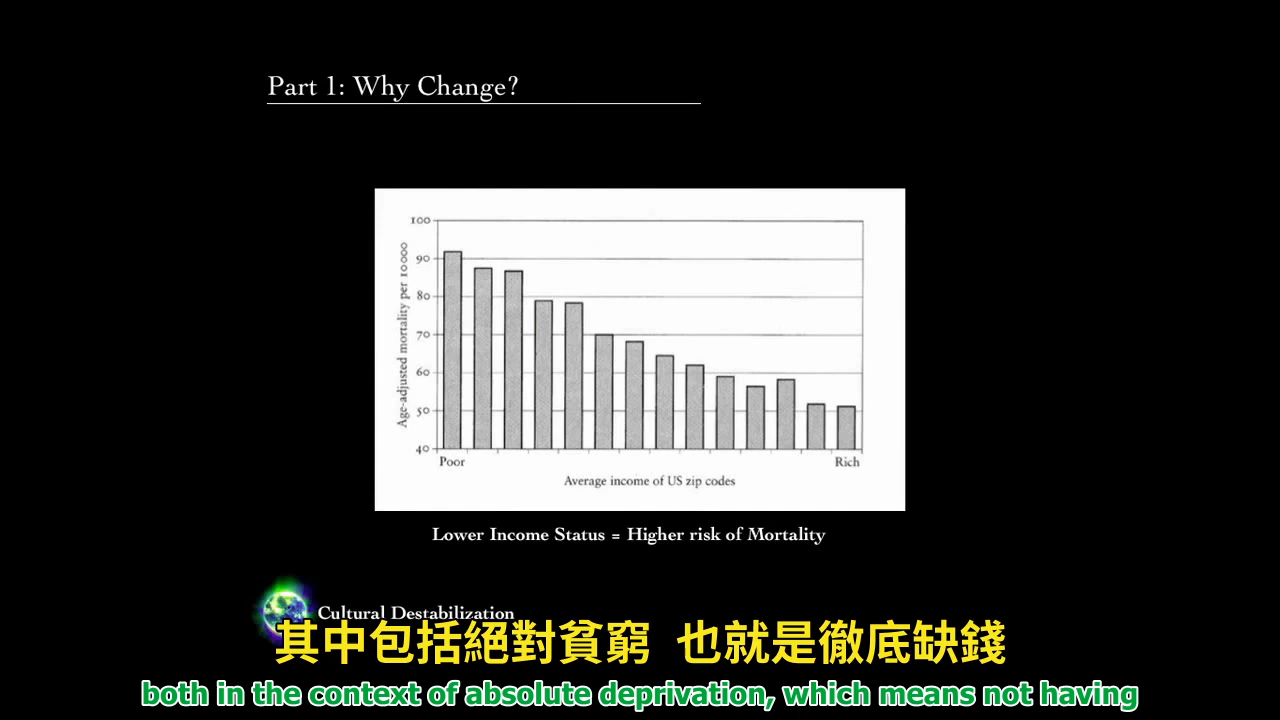 Part 1: Why Change?
100
90
80
70
60
50
40
Age-adjusted mortality per 10000
Poor
Rich
Average income of US zip codes
Lower Income Status = Higher risk of Mortality
Cultural Destabilization
其中包括絕對貧窮 也就是徹底缺錢
both in the context of absolute deprivation, which means not having